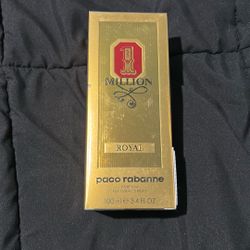 1
MILLION
ROYAL
paco rabanne
100 ml ℮ 3.4 FL. OZ.